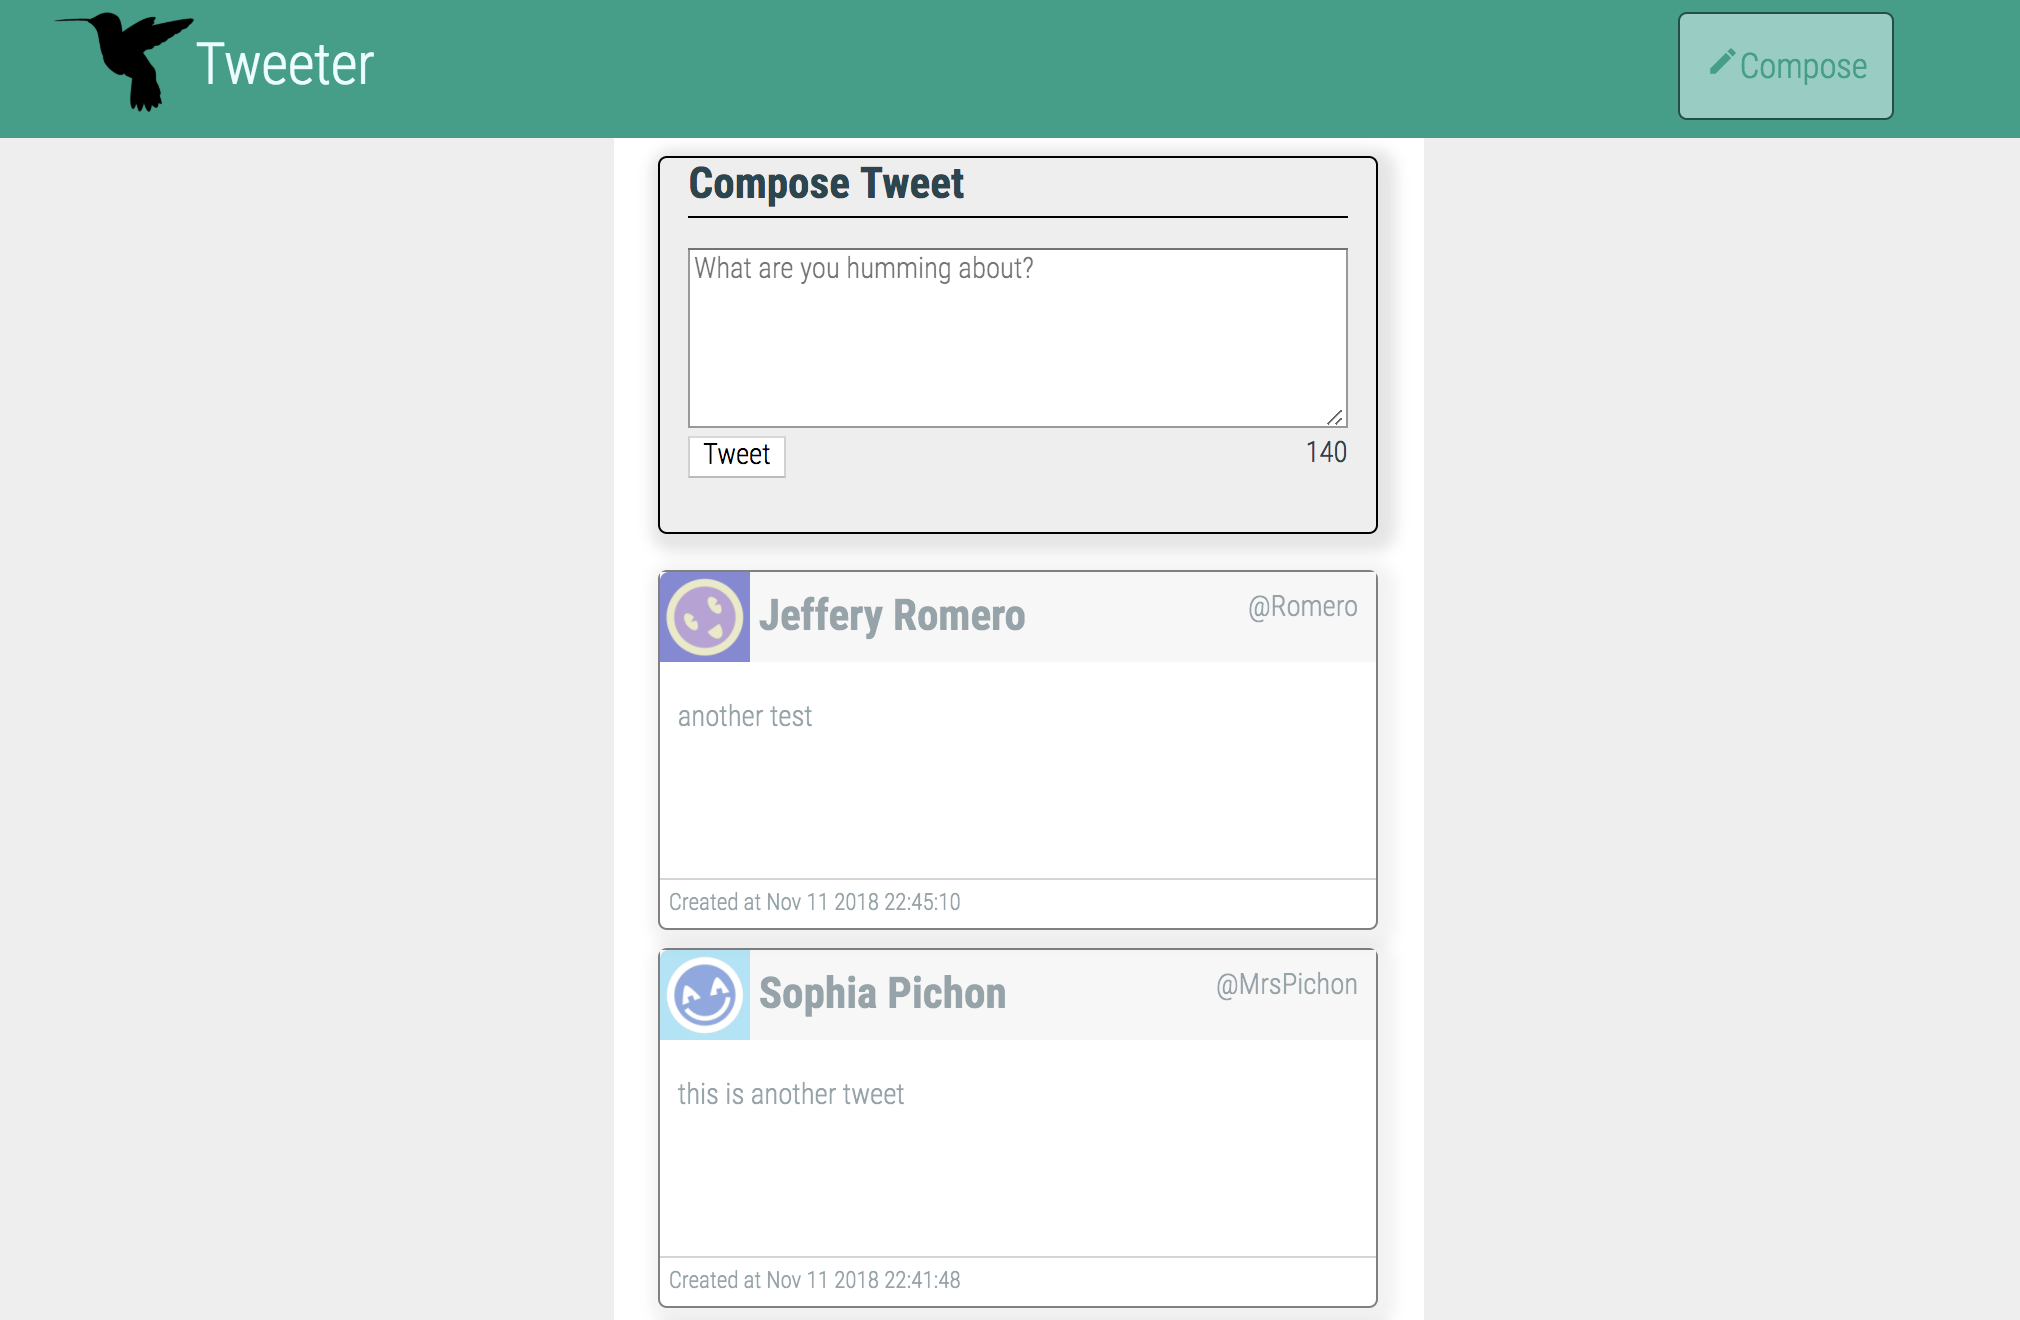 Tweeter
Compose
Compose Tweet
What are you humming about?
Tweet
140
Jeffery Romero
@Romero
another test
Created at Nov 11 2018 22:45:10
Sophia Pichon
@MrsPichon
this is another tweet
Created at Nov 11 2018 22:41:48